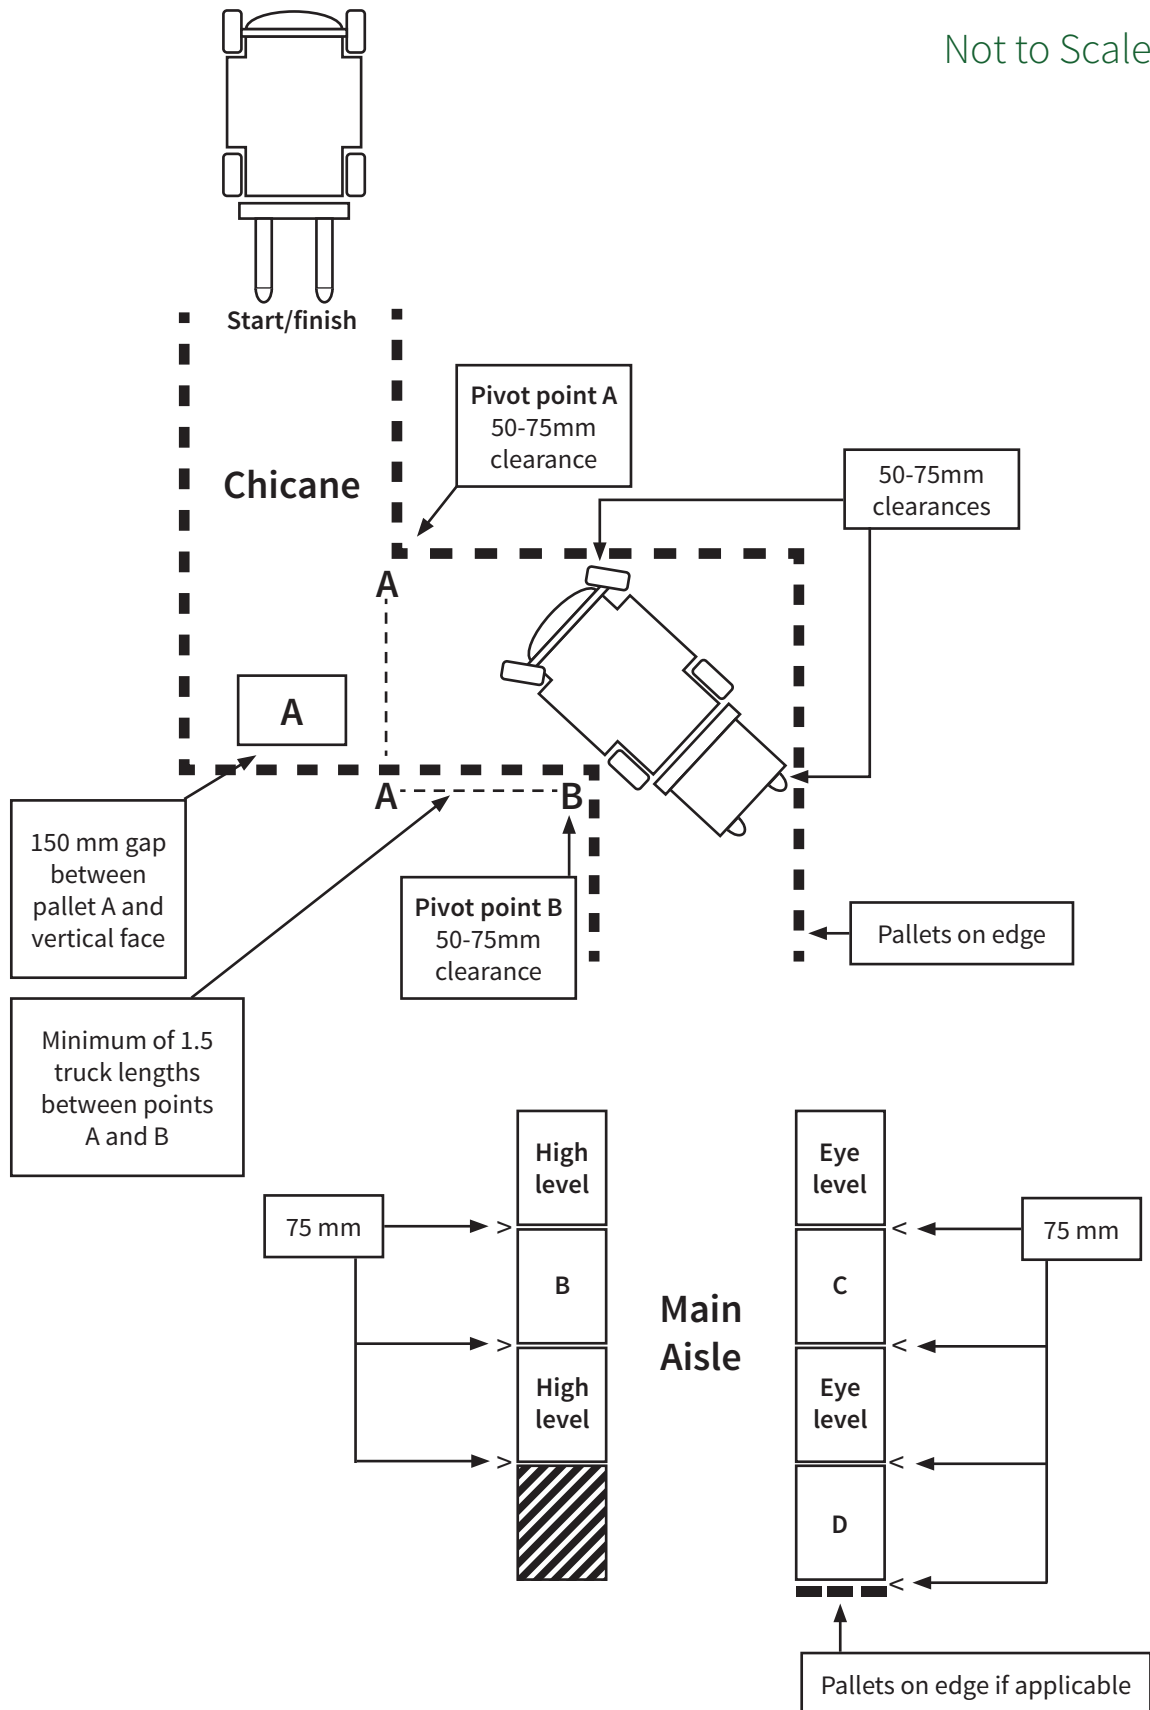 Not to Scale
Start/finish
Pivot point A
50-75mm
clearance
Chicane
50-75mm
clearances
A
A
A
B
150 mm gap
between
pallet A and
vertical face
Pivot point B
50-75mm
clearance
Pallets on edge
Minimum of 1.5
truck lengths
between points
A and B
High
level
Eye
level
75 mm
>
<
75 mm
B
C
Main
Aisle
>
<
High
level
Eye
level
>
<
D
<
Pallets on edge if applicable